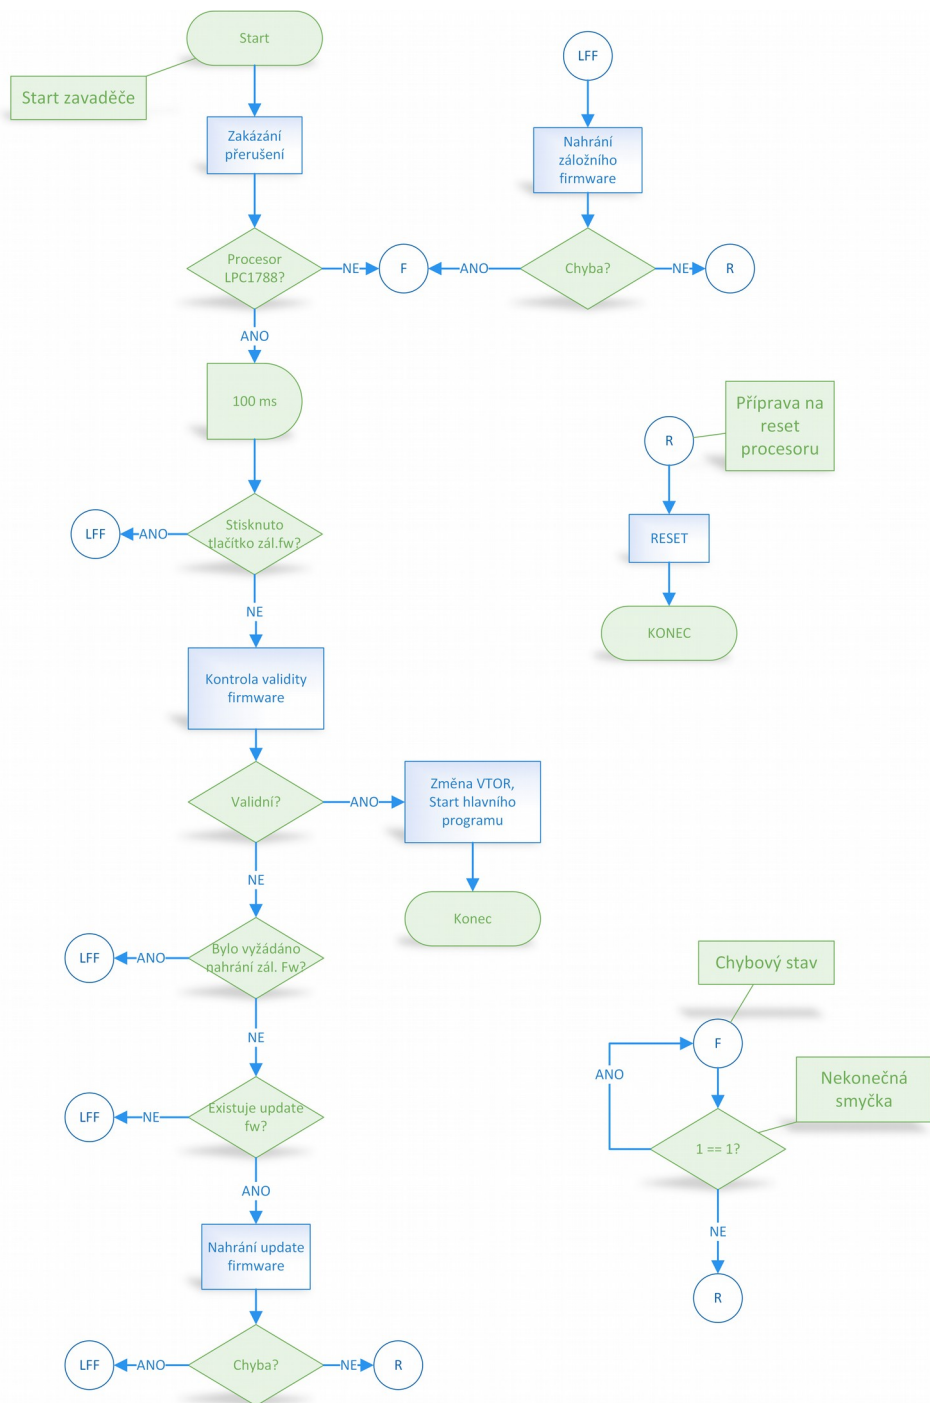 Start
LFF
Start zavaděče
Zakázání
přerušení
Nahrání
záložního
firmware
Procesor
LPC1788?
NE
F
ANO
Chyba?
NE
R
ANO
100 ms
Příprava na
reset
procesoru
R
LFF
ANO
Stisknuto
tlačítko zál.fw?
RESET
NE
KONEC
Kontrola validity
firmware
Validní?
ANO
Změna VTOR,
Start hlavního
programu
NE
Konec
LFF
ANO
Bylo vyžádáno
nahrání zál. Fw?
Chybový stav
NE
F
ANO
Nekonečná
smyčka
LFF
NE
Existuje update
fw?
1 == 1?
ANO
NE
Nahrání update
firmware
R
LFF
ANO
Chyba?
NE
R